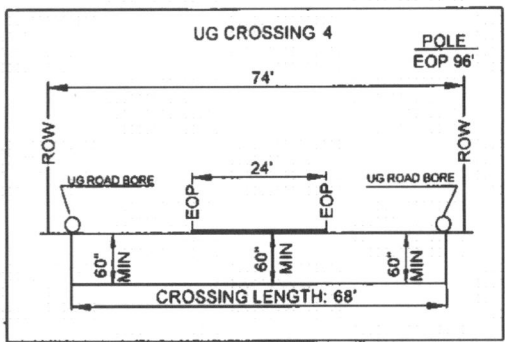 UG CROSSING 4
POLE
EOP 96'
74'
ROW
ROW
24'
UG ROAD BORE
UG ROAD BORE
EOP
EOP
60" MIN
60" MIN
60" MIN
CROSSING LENGTH: 68'